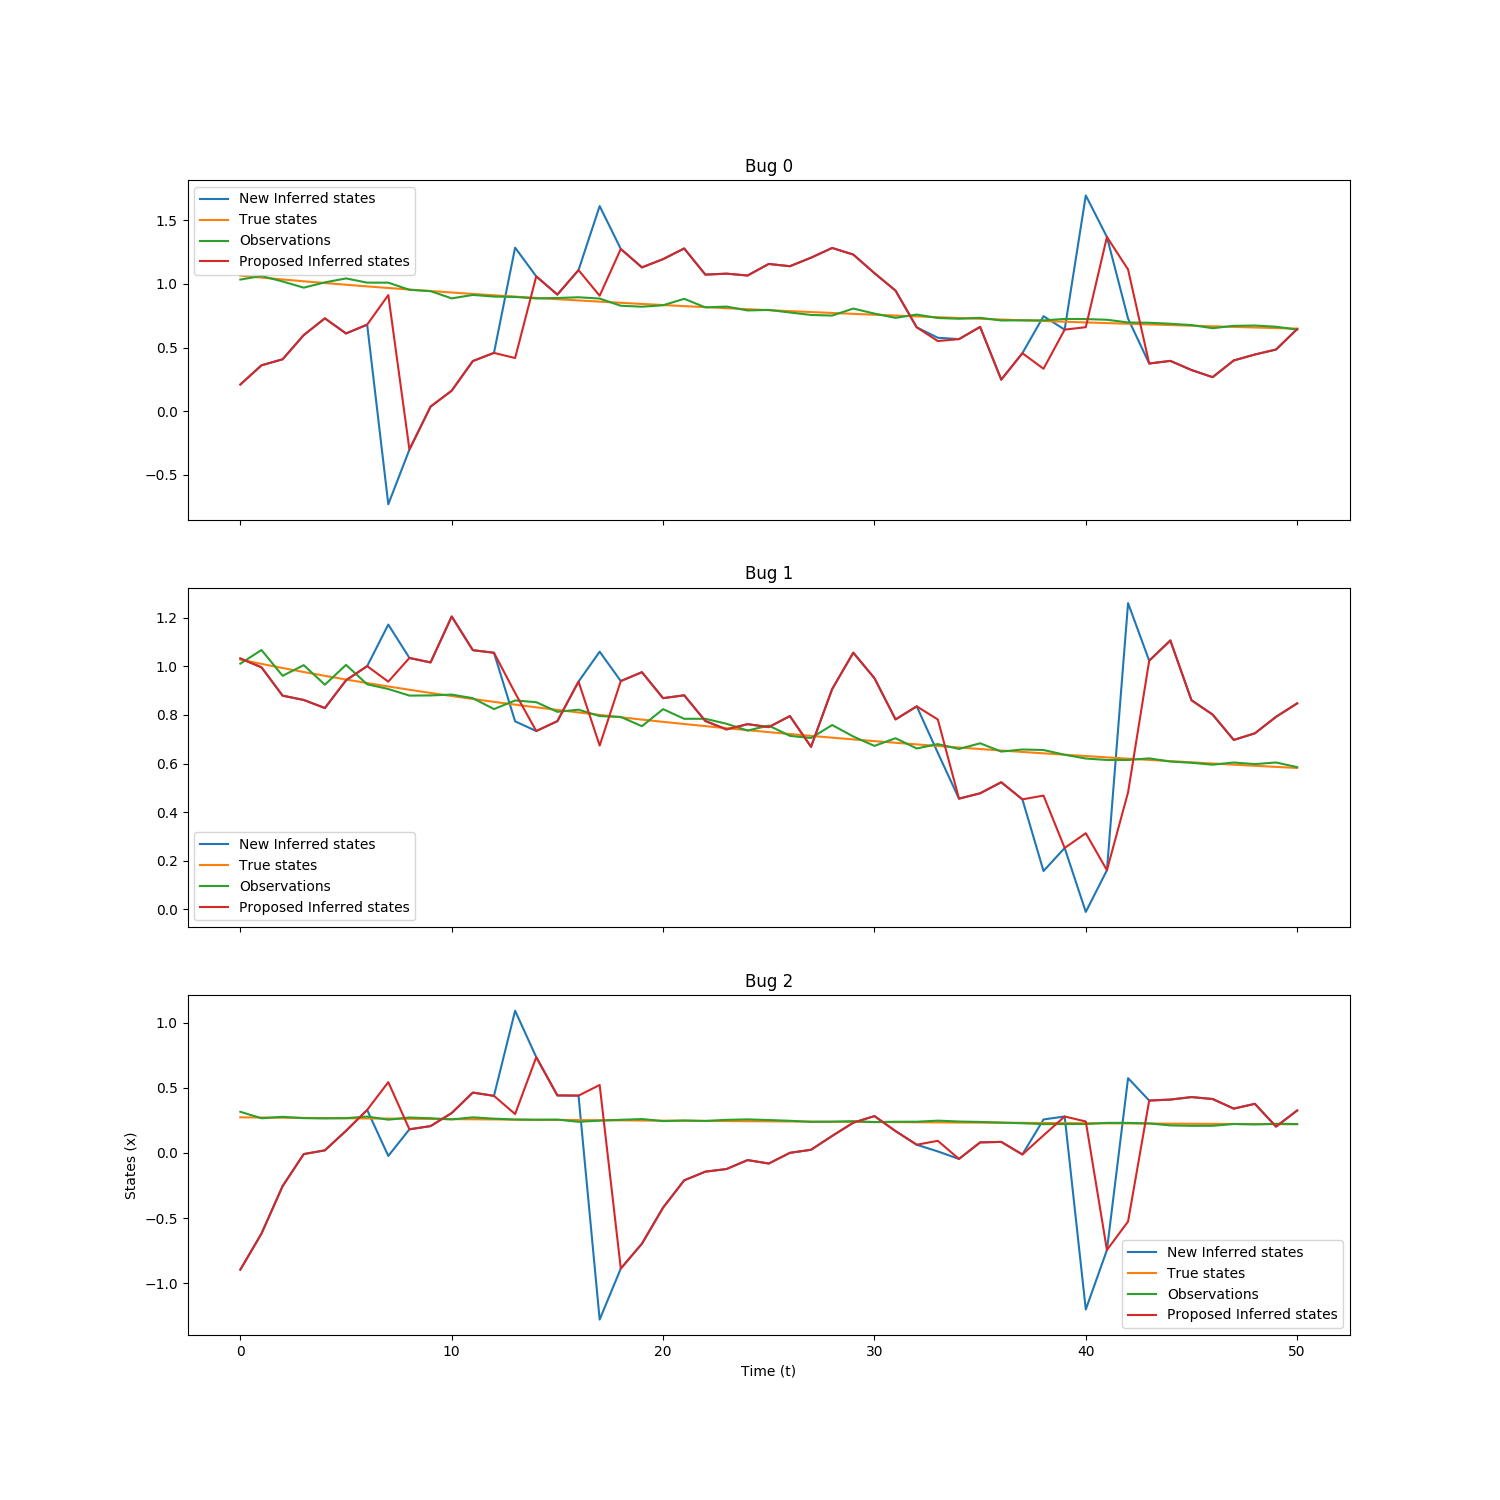 Bug 0
New Inferred states
True states
Observations
Proposed Inferred states
1.5
1.0
0.5
0.0
−0.5
Bug 1
1.2
1.0
0.8
0.6
0.4
0.2
0.0
New Inferred states
True states
Observations
Proposed Inferred states
Bug 2
States (x)
1.0
0.5
0.0
−0.5
−1.0
New Inferred states
True states
Observations
Proposed Inferred states
0 10 20 30 40 50
Time (t)